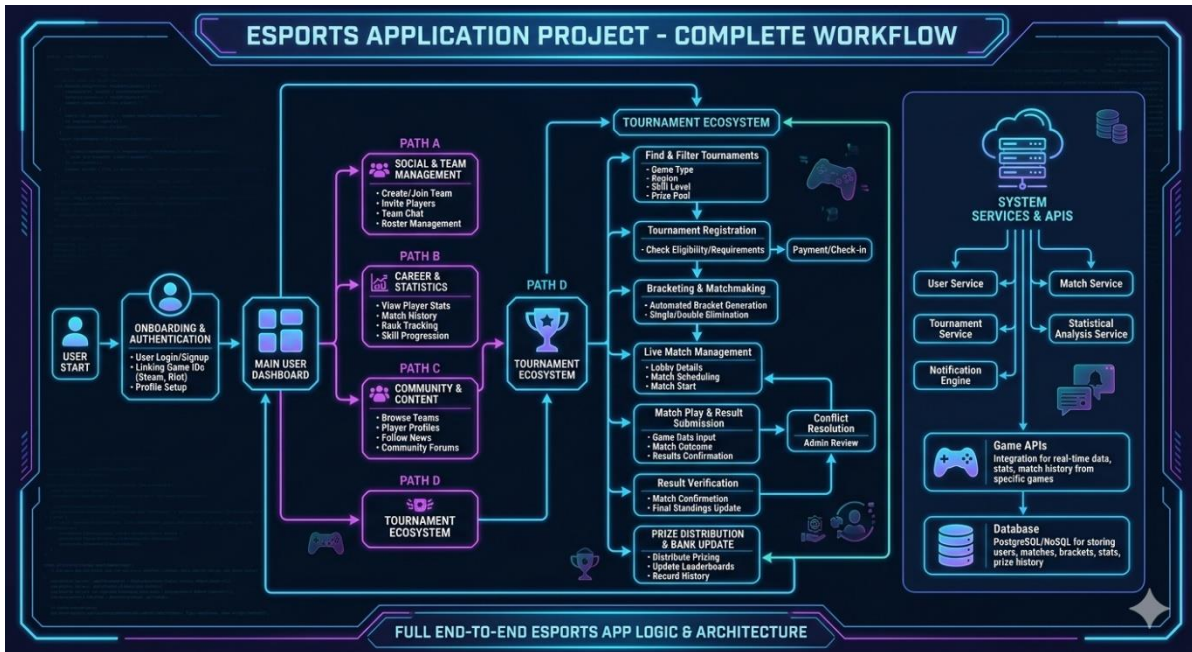 ESPORTS APPLICATION PROJECT - COMPLETE WORKFLOW
USER
START
ONBOARDING &
AUTHENTICATION
• User Login/Signup
• Linking Game IDo
(Steam, Riot)
• Profile Setup
MAIN USER
DASHBOARD
PATH A
SOCIAL & TEAM
MANAGEMENT
• Create/Join Team
• Invite Players
• Team Chat
• Roster Management
PATH B
CAREER &
STATISTICS
• View Player Stats
• Match History
• Rauk Tracking
• Skill Progression
PATH C
COMMUNITY &
CONTENT
• Browse Teams
• Player Profiles
• Follow News
• Community Forums
PATH D
TOURNAMENT
ECOSYSTEM
PATH D
TOURNAMENT
ECOSYSTEM
TOURNAMENT ECOSYSTEM
Find & Filter Tournaments
- Geme Type
- Region
- Sbill Level
- Prize Pool
Tournament Registration
- Check Eligibility/Requirements
Payment/Check-in
Bracketing & Matchmaking
• Automated Bracket Generation
• Single/Double Elimination
Live Match Management
• Lobby Details
• Match Scheduling
• Match Start
Match Play & Result
Submission
• Game Dats Input
• Match Ootcome
• Results Confirmation
Conflict
Resolution
Admin Review
Result Verification
• Match Confirmetion
• Final Standings Update
PRIZE DISTRIBUTION
& BANK UPDATE
• Distribute Prizing
• Update Leaderboards
• Recurd History
SYSTEM
SERVICES & APIS
User Service
Match Service
Tournament
Service
Statistical
Analysis Service
Notification
Engine
Game APIs
Integration for real-time data,
stats, match history from
specific games
Database
PostgreSQL/NoSQL for storing
users, matches, brackets, stats,
prize history
FULL END-TO-END ESPORTS APP LOGIC & ARCHITECTURE